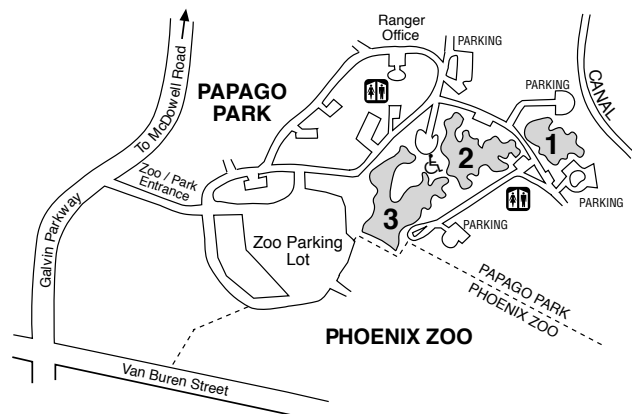 Ranger
Office
PARKING
To McDowell Road
PAPAGO
PARK
PARKING
CANAL
1
2
Zoo / Park
Entrance
3
PARKING
PARKING
Galvin Parkway
Zoo Parking
Lot
PAPAGO PARK
PHOENIX ZOO
PHOENIX ZOO
Van Buren Street